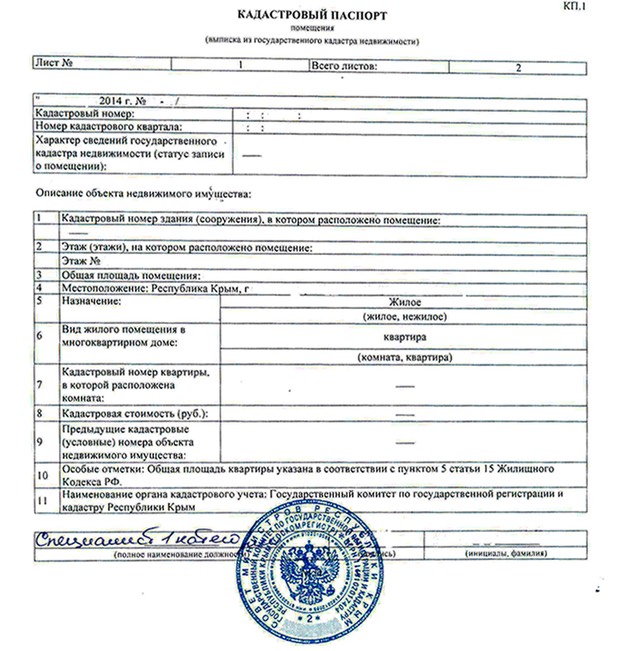 КП.1
КАДАСТРОВЫЙ ПАСПОРТ
помещения
(выписка из государственного кадастра недвижимости)
Лист № 1 Всего листов: 2
" 2014 г. № - /
Кадастровый номер: : : :
Номер кадастрового квартала: : :
Характер сведений государственного
кадастра недвижимости (статус записи
о помещении): —
Описание объекта недвижимого имущества:
1 Кадастровый номер здания (сооружения), в котором расположено помещение:
—
2 Этаж (этажи), на котором расположено помещение:
Этаж №
3 Общая площадь помещения:
4 Местоположение: Республика Крым, г
5 Назначение: Жилое
(жилое, нежилое)
6 Вид жилого помещения в
многоквартирном доме: квартира
(комната, квартира)
7 Кадастровый номер квартиры,
в которой расположена
комната: —
8 Кадастровая стоимость (руб.): —
9 Предыдущие кадастровые
(условные) номера объекта
недвижимого имущества: —
10 Особые отметки: Общая площадь квартиры указана в соответствии с пунктом 5 статьи 15 Жилищного
Кодекса РФ.
11 Наименование органа кадастрового учета: Государственный комитет по государственной регистрации и
кадастру Республики Крым
Специалист 1 катего
(полное наименование должнос
(инициалы, фамилия)
СОВЕТ МИНИСТРОВ РЕСПУБЛИКИ КРЫМ
* 2 *